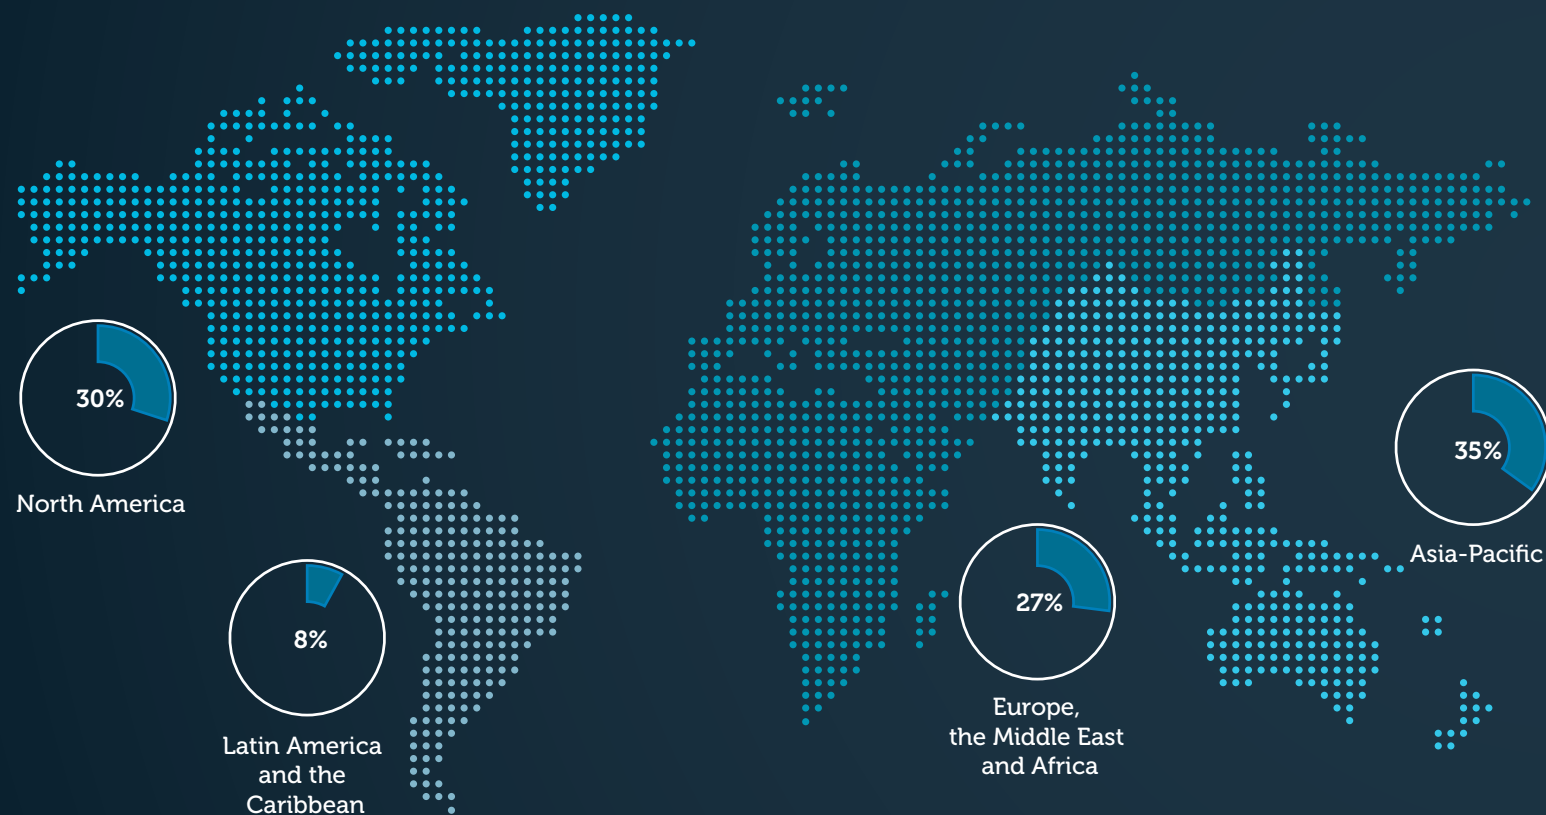 30%
North America
8%
Latin America
and the
Caribbean
27%
Europe,
the Middle East
and Africa
35%
Asia-Pacific